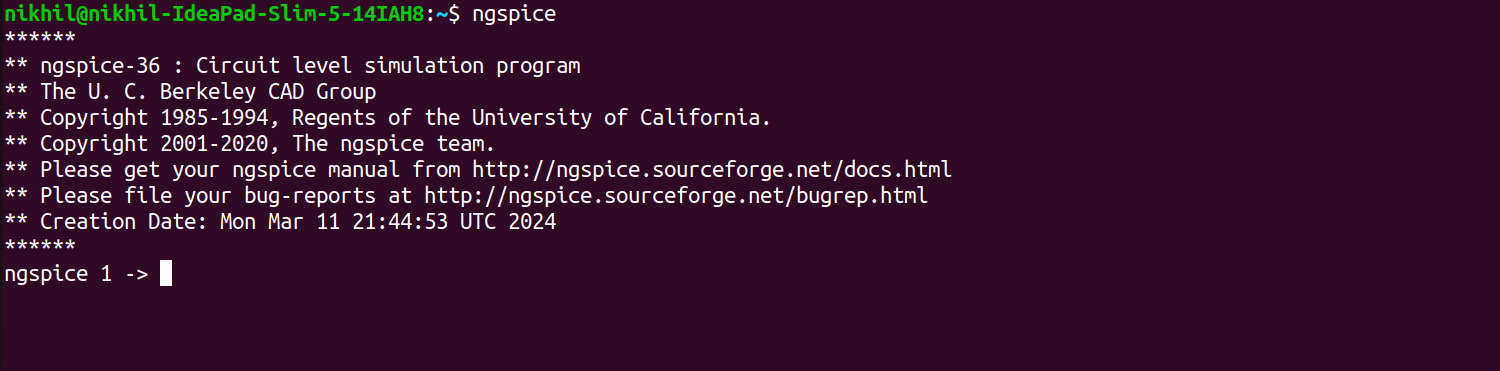 nikhil@nikhil-IdeaPad-Slim-5-14IAH8:~$ ngspice
******
** ngspice-36 : Circuit level simulation program
** The U. C. Berkeley CAD Group
** Copyright 1985-1994, Regents of the University of California.
** Copyright 2001-2020, The ngspice team.
** Please get your ngspice manual from http://ngspice.sourceforge.net/docs.html
** Please file your bug-reports at http://ngspice.sourceforge.net/bugrep.html
** Creation Date: Mon Mar 11 21:44:53 UTC 2024
******
ngspice 1 ->